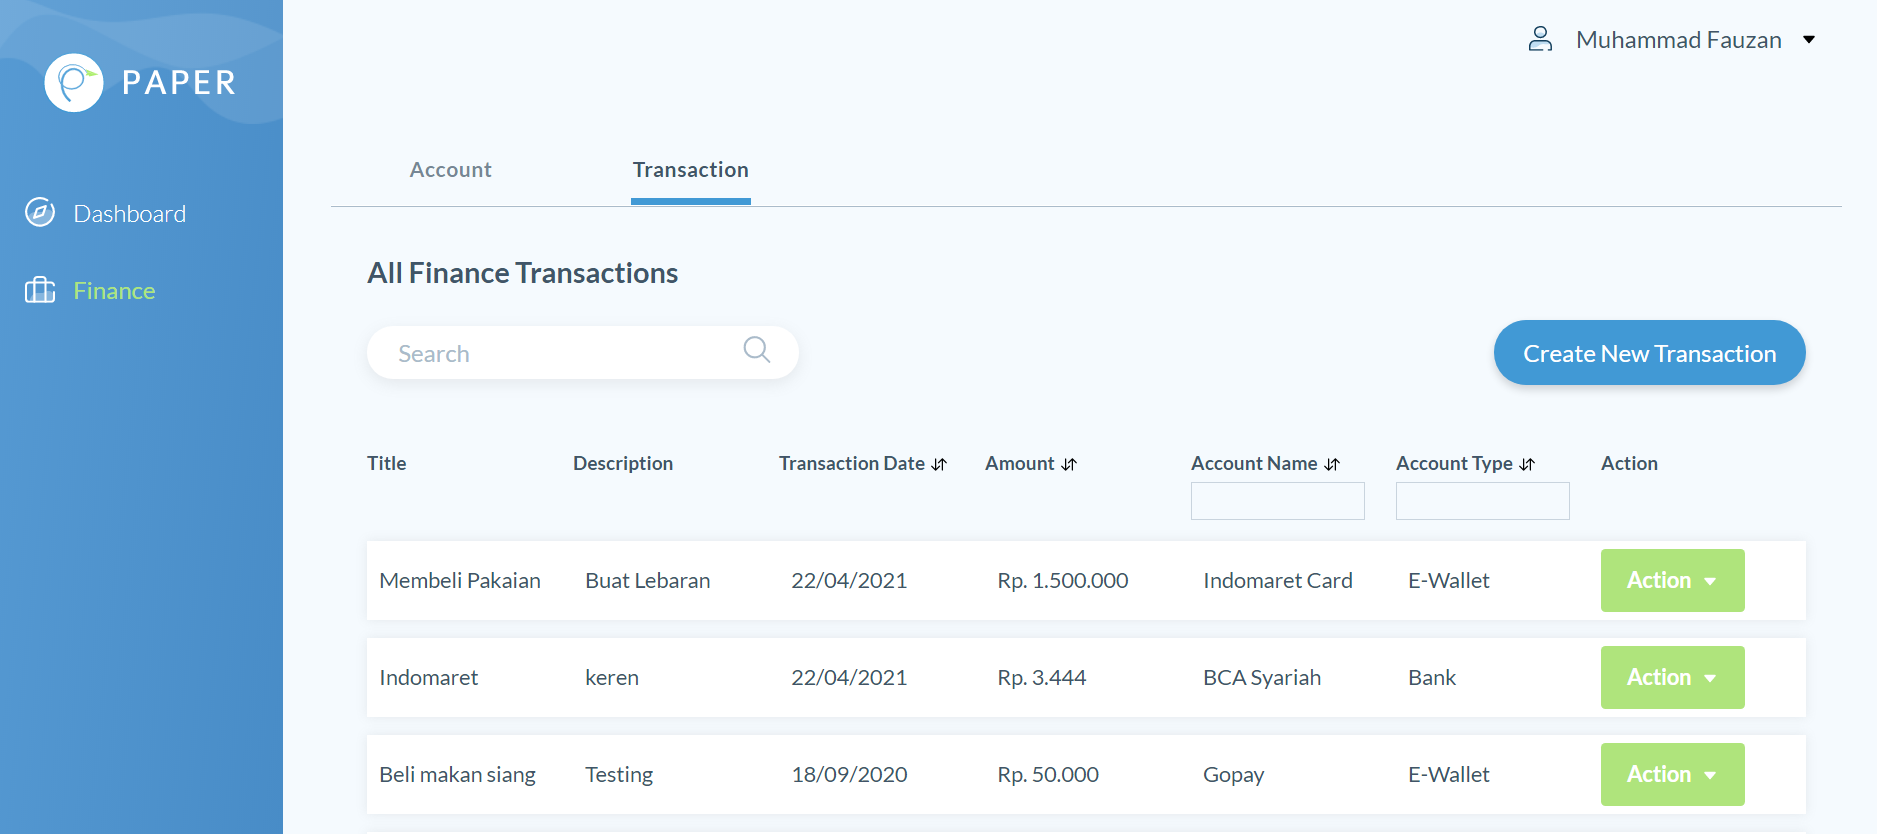 PAPER
Muhammad Fauzan
Dashboard
Finance
Account Transaction
All Finance Transactions
Search
Create New Transaction
Title Description Transaction Date Amount Account Name Account Type Action
Membeli Pakaian Buat Lebaran 22/04/2021 Rp. 1.500.000 Indomaret Card E-Wallet Action
Indomaret keren 22/04/2021 Rp. 3.444 BCA Syariah Bank Action
Beli makan siang Testing 18/09/2020 Rp. 50.000 Gopay E-Wallet Action